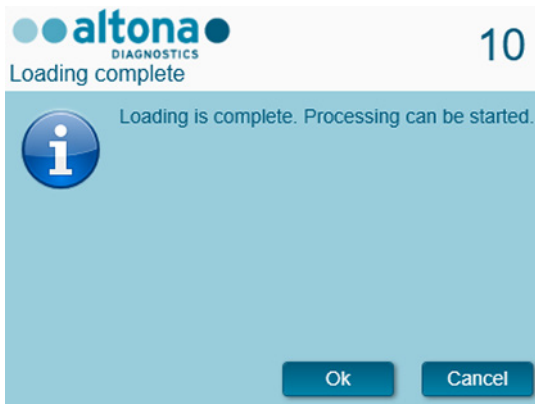 altona
DIAGNOSTICS
10
Loading complete
Loading is complete. Processing can be started.
Ok
Cancel